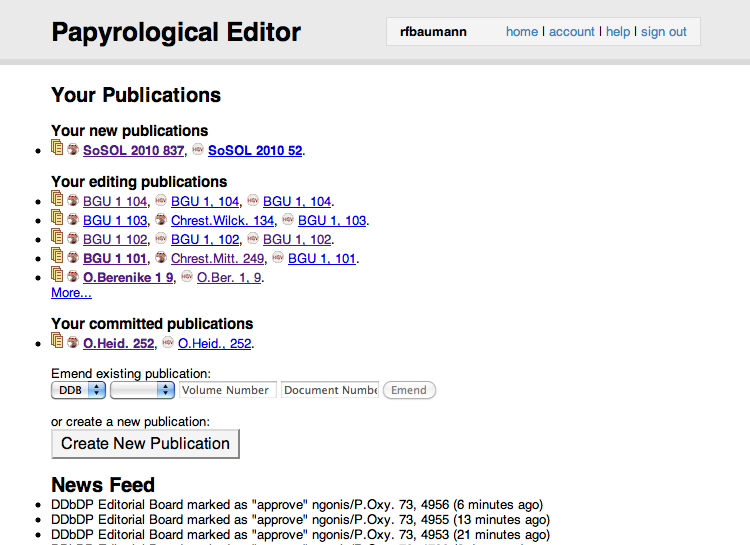 Papyrological Editor
rfbaumann home | account | help | sign out
Your Publications
Your new publications
SoSOL 2010 837, HGV SoSOL 2010 52.
Your editing publications
BGU 1 104, HGV BGU 1, 104, HGV BGU 1, 104.
BGU 1 103, Chrest.Wilck. 134, HGV BGU 1, 103.
BGU 1 102, HGV BGU 1, 102, HGV BGU 1, 102.
BGU 1 101, Chrest.Mitt. 249, HGV BGU 1, 101.
O.Berenike 1 9, HGV O.Ber. 1, 9.
More...
Your committed publications
O.Heid. 252, HGV O.Heid., 252.
Emend existing publication:
DDB Volume Number Document Numbe Emend
or create a new publication:
Create New Publication
News Feed
DDbDP Editorial Board marked as "approve" ngonis/P.Oxy. 73, 4956 (6 minutes ago)
DDbDP Editorial Board marked as "approve" ngonis/P.Oxy. 73, 4955 (13 minutes ago)
DDbDP Editorial Board marked as "approve" ngonis/P.Oxy. 73, 4953 (21 minutes ago)